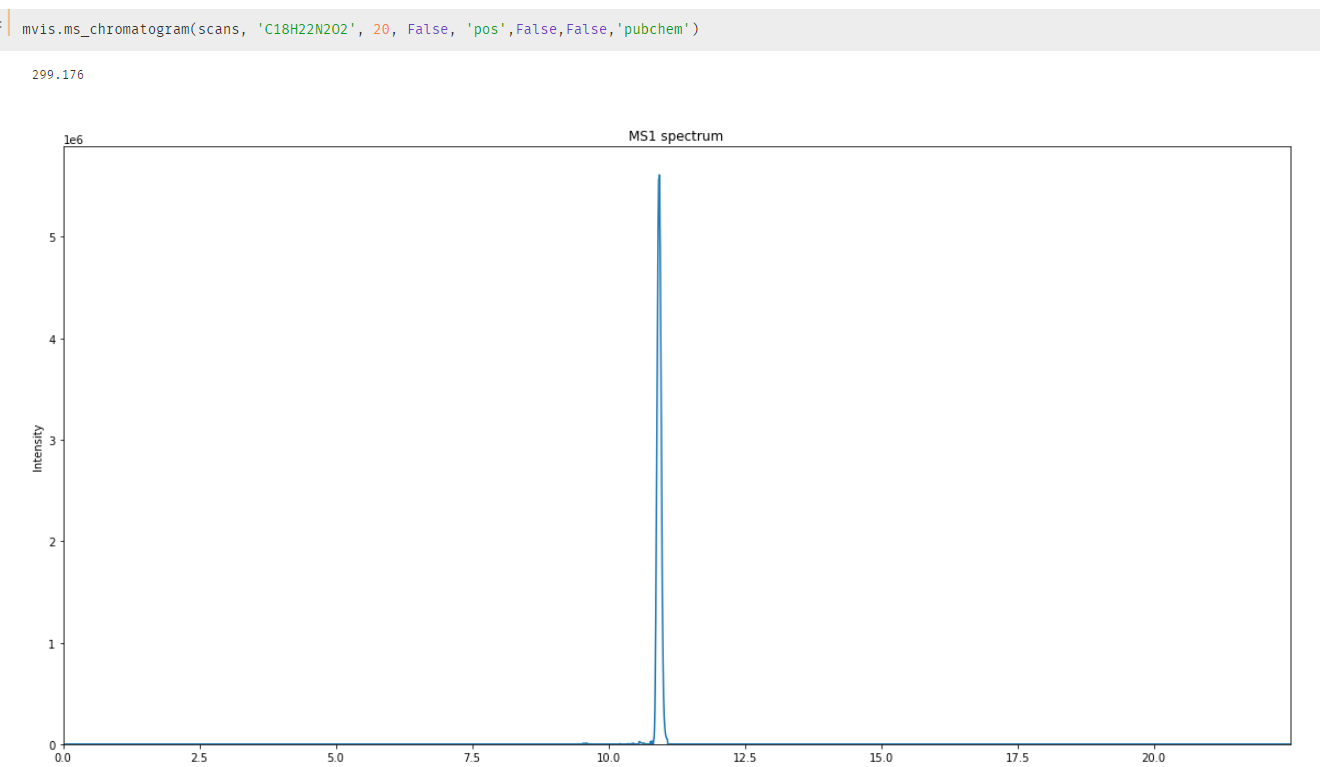 mvis.ms_chromatogram(scans, 'C18H22N2O2', 20, False, 'pos',False,False,'pubchem')
299.176
MS1 spectrum
1e6
5
4
3
2
1
0
Intensity
0.0 2.5 5.0 7.5 10.0 12.5 15.0 17.5 20.0